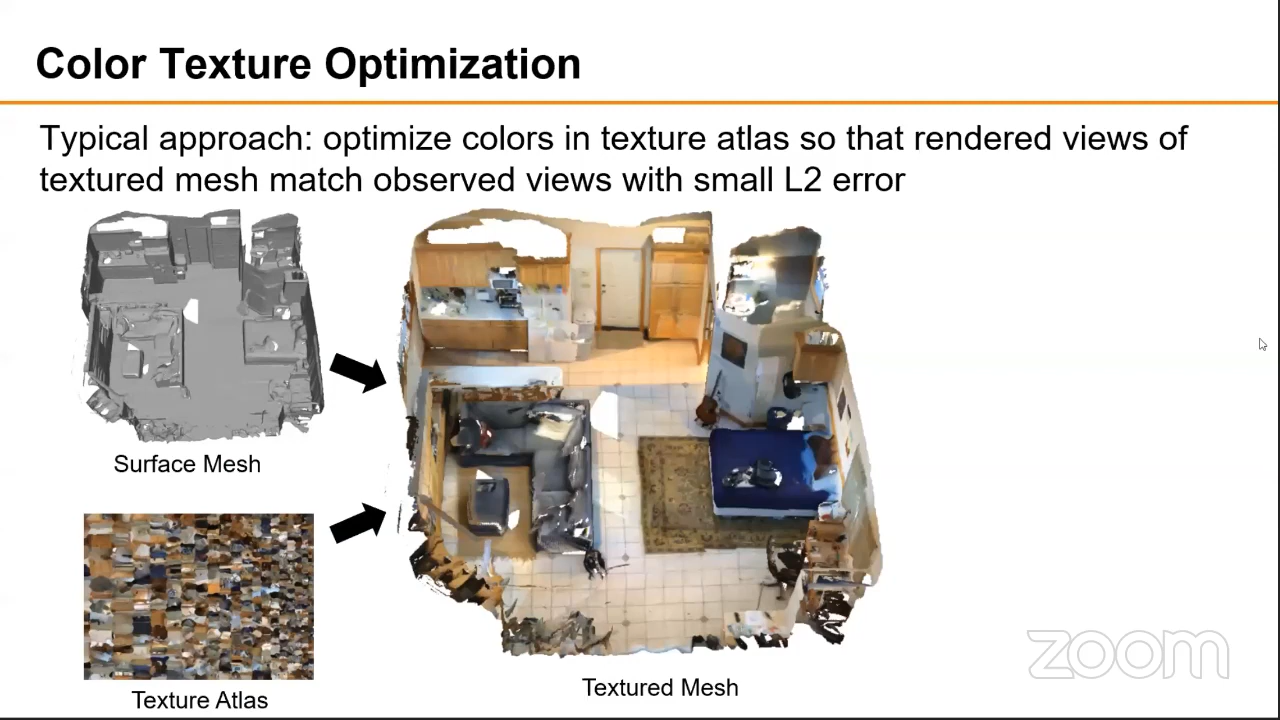 Color Texture Optimization
Typical approach: optimize colors in texture atlas so that rendered views of
textured mesh match observed views with small L2 error
Surface Mesh
Texture Atlas
Textured Mesh
zoom